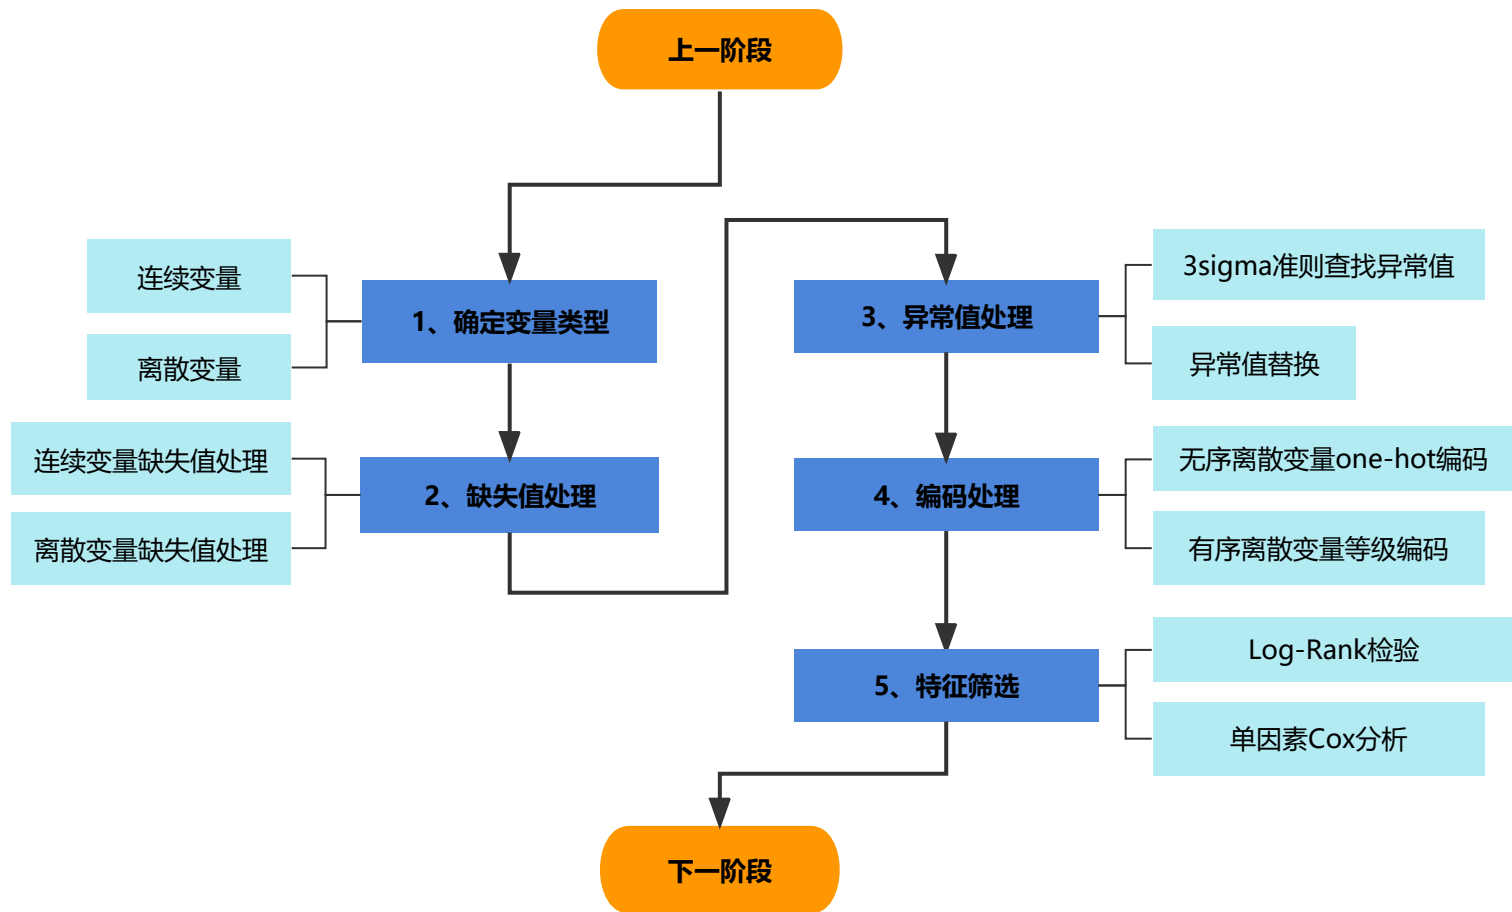 上一阶段
连续变量
离散变量
1、确定变量类型
连续变量缺失值处理
离散变量缺失值处理
2、缺失值处理
3、异常值处理
3sigma准则查找异常值
异常值替换
4、编码处理
无序离散变量one-hot编码
有序离散变量等级编码
5、特征筛选
Log-Rank检验
单因素Cox分析
下一阶段